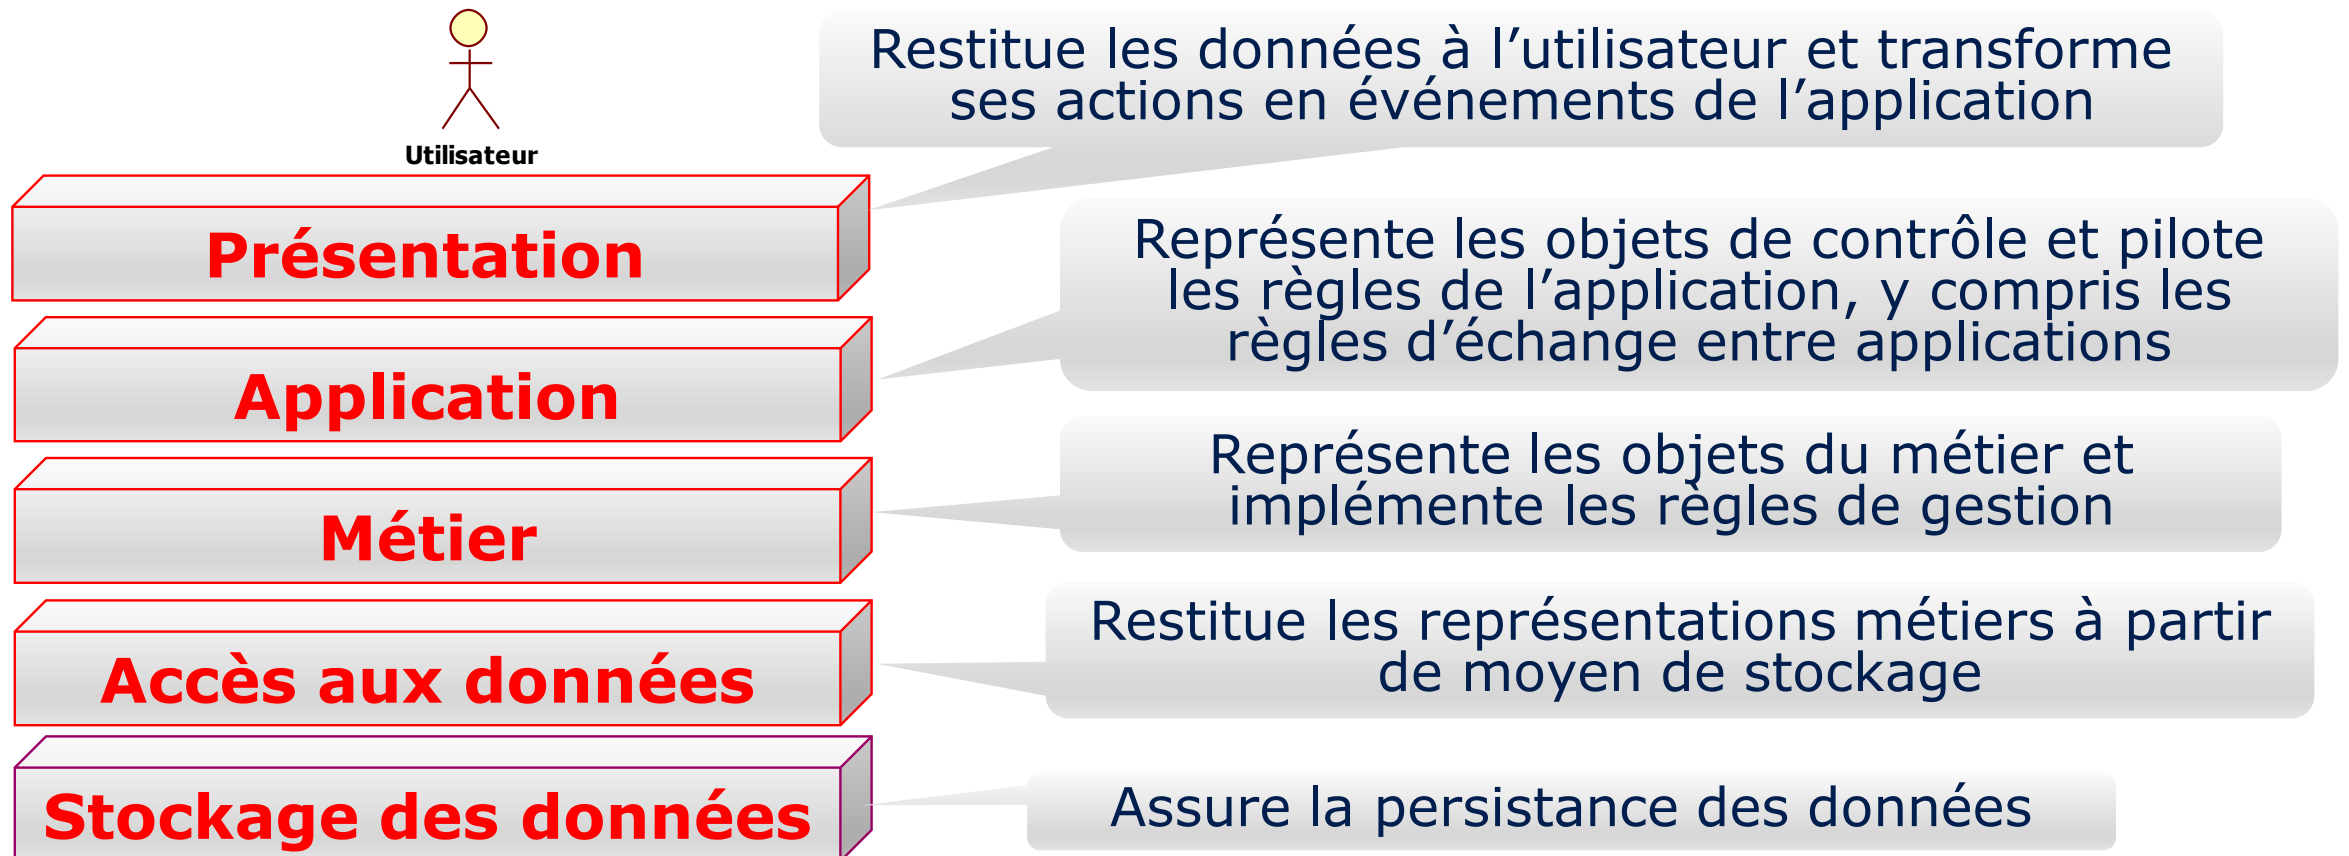 Utilisateur
Restitue les données à l’utilisateur et transforme
ses actions en événements de l’application
Présentation
Représente les objets de contrôle et pilote
les règles de l’application, y compris les
règles d’échange entre applications
Application
Représente les objets du métier et
implémente les règles de gestion
Métier
Restitue les représentations métiers à partir
de moyen de stockage
Accès aux données
Assure la persistance des données
Stockage des données